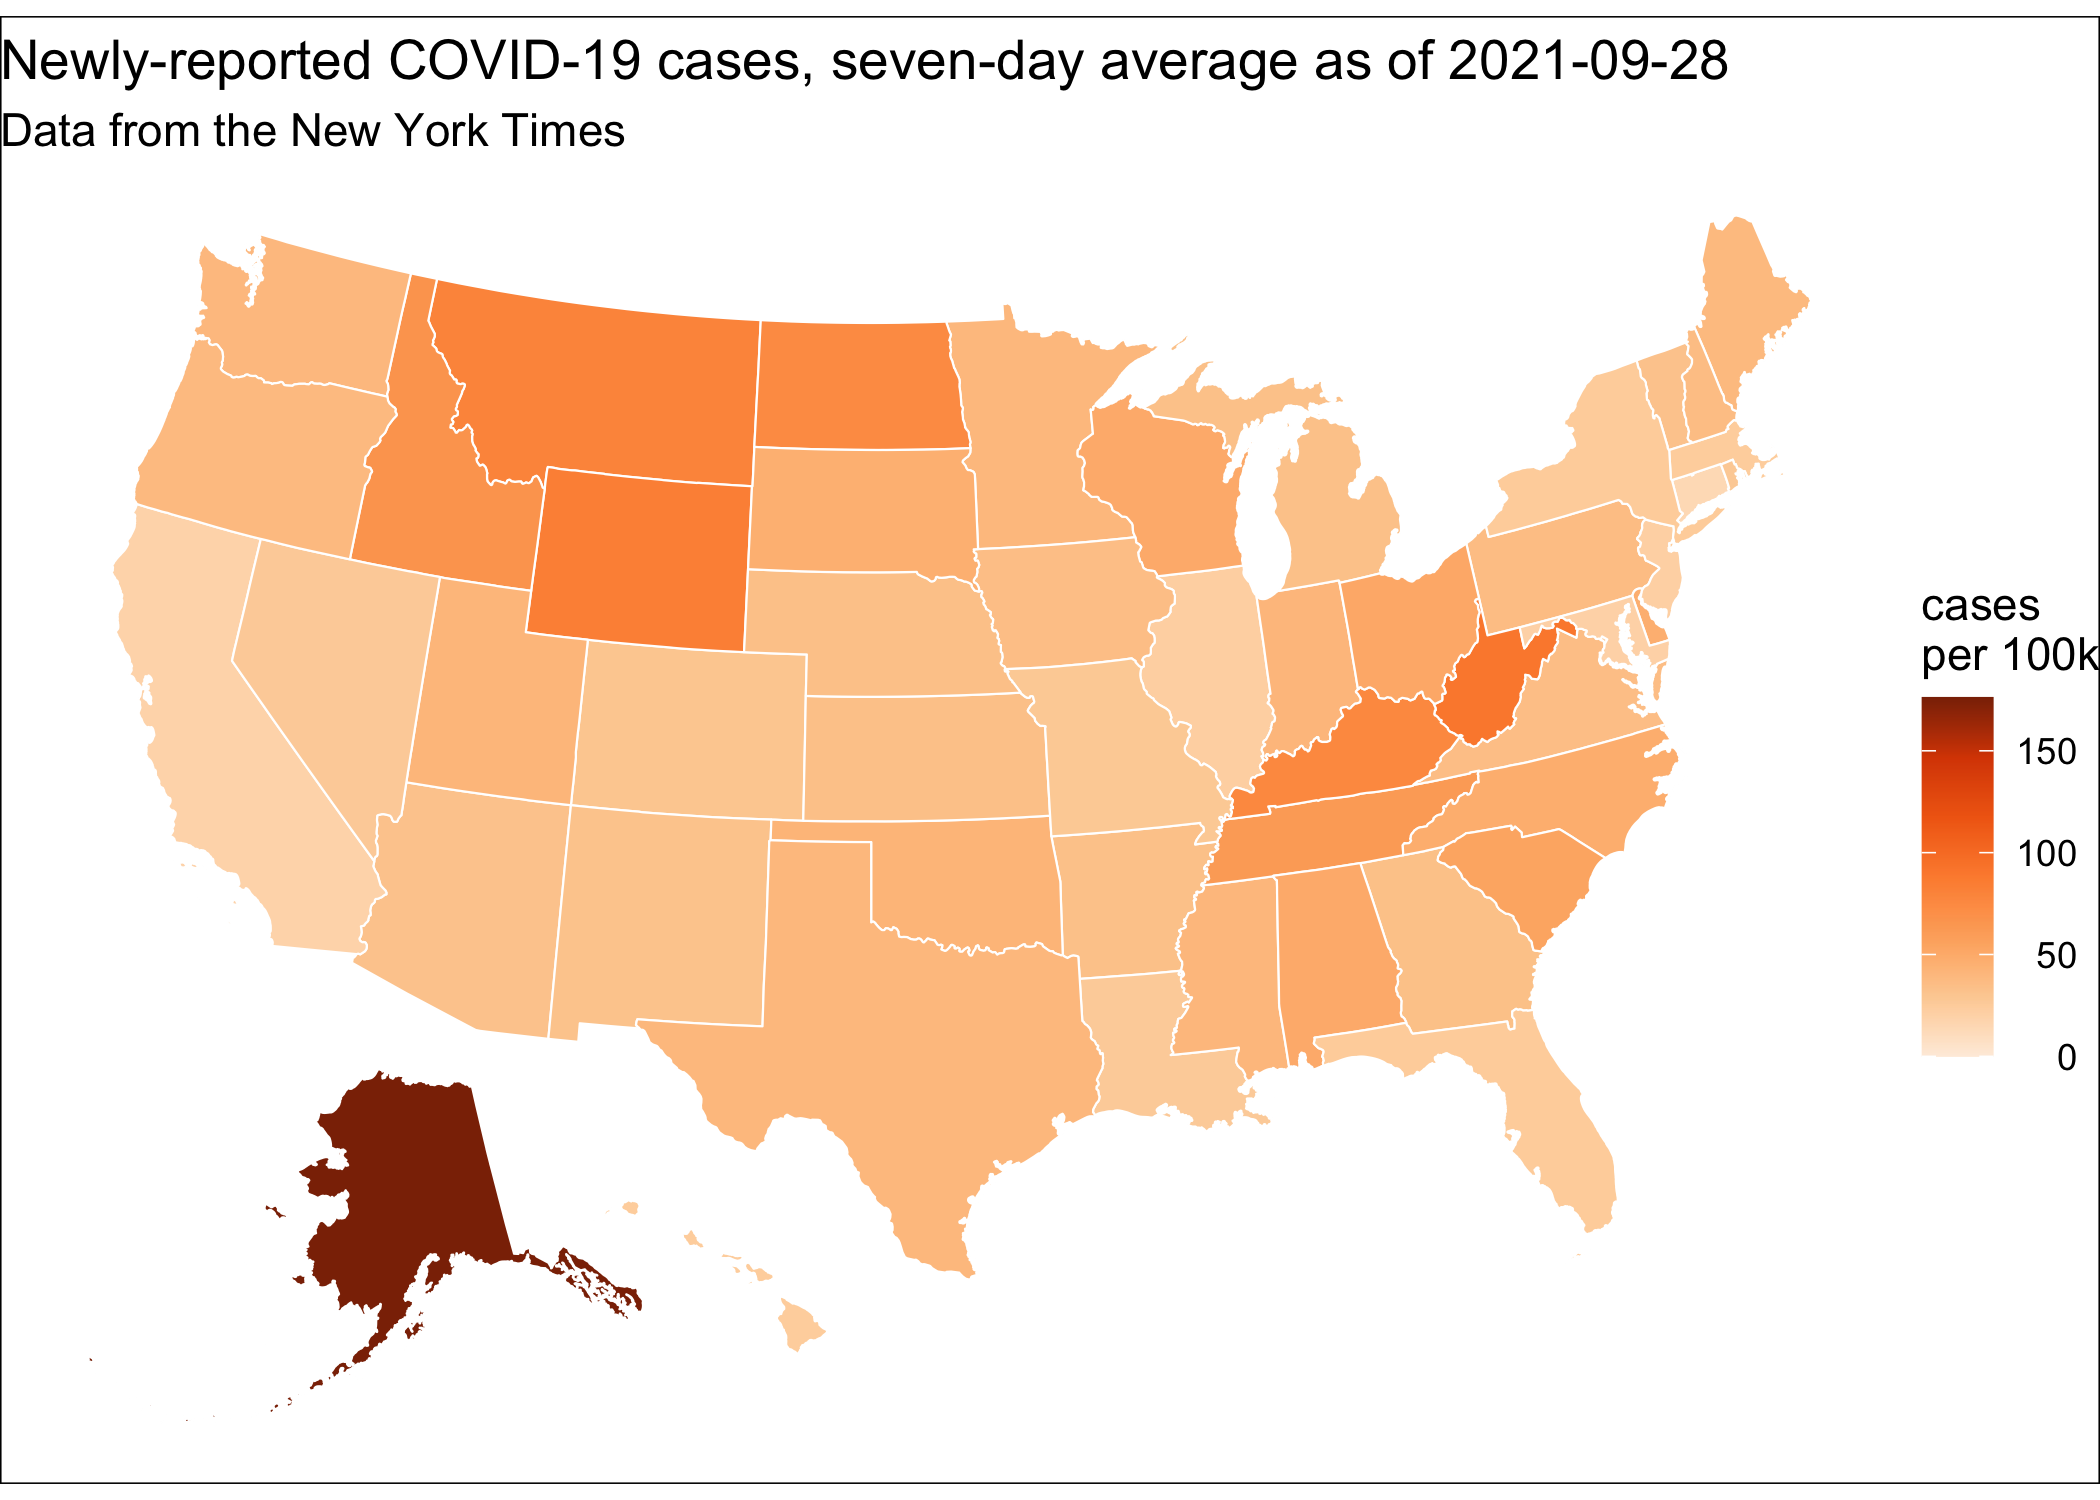 Newly-reported COVID-19 cases, seven-day average as of 2021-09-28
Data from the New York Times
cases
per 100k
150
100
50
0